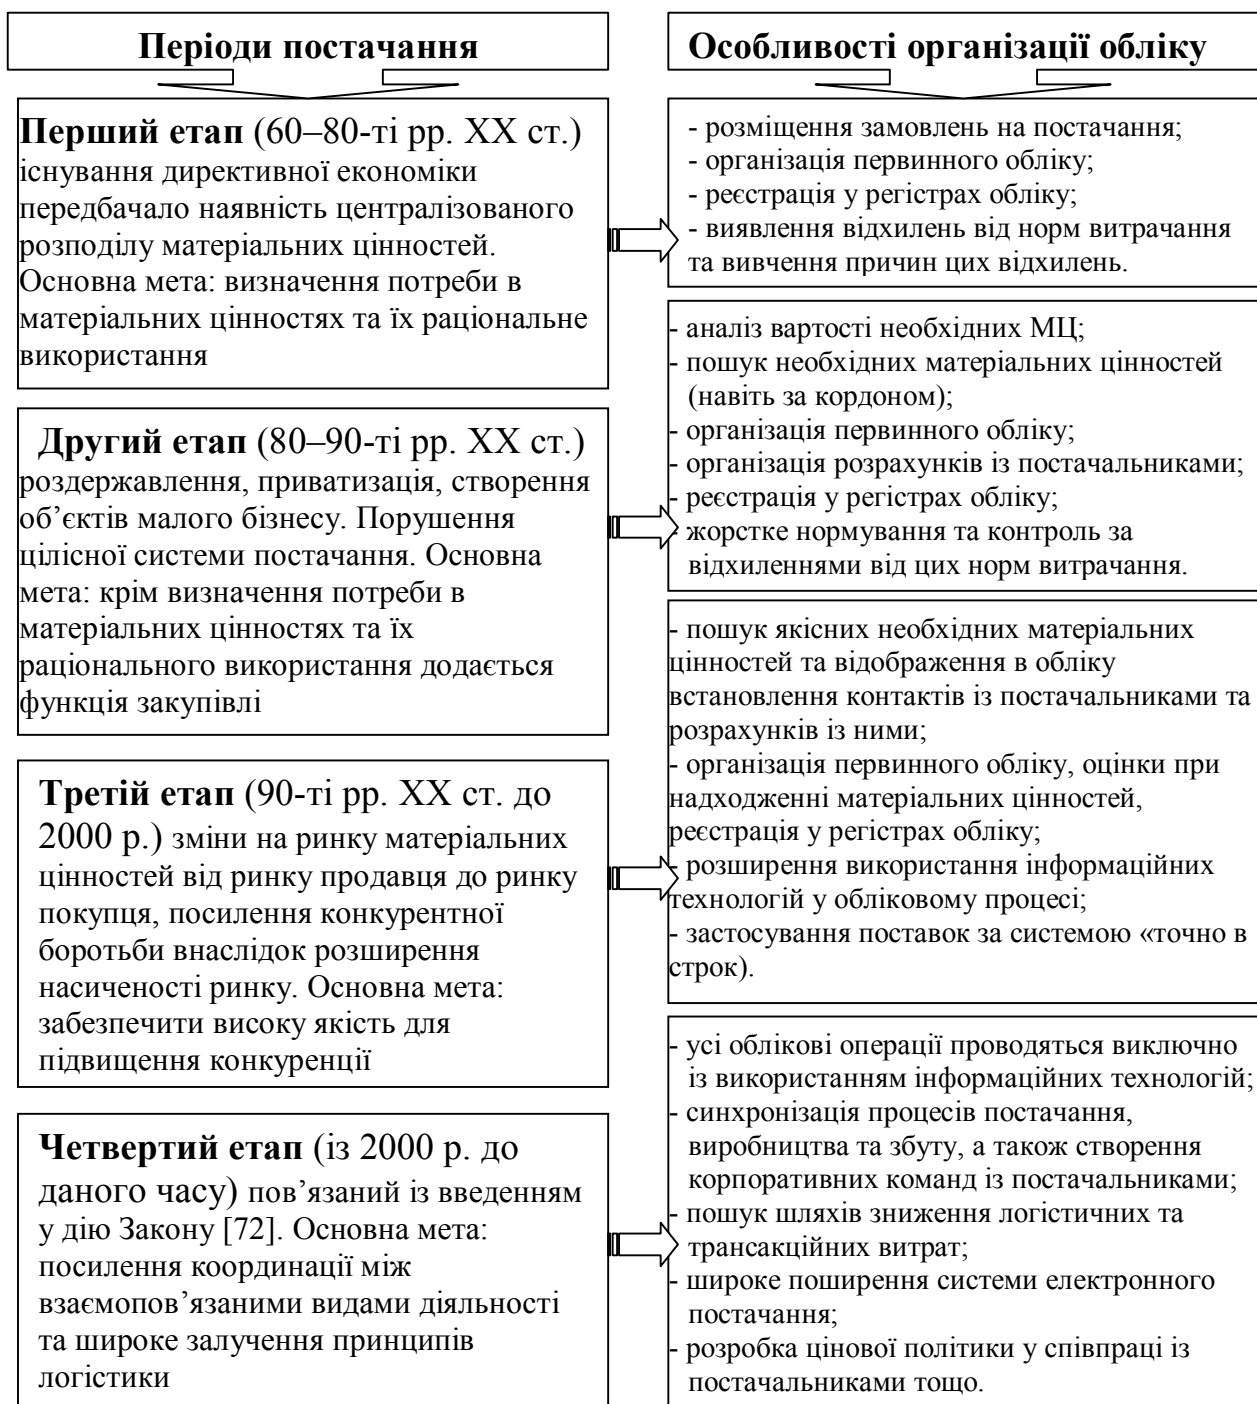 Періоди постачання
Особливості організації обліку
Перший етап (60–80-ті рр. ХХ ст.)
існування директивної економіки
передбачало наявність централізованого
розподілу матеріальних цінностей.
Основна мета: визначення потреби в
матеріальних цінностях та їх раціональне
використання
- розміщення замовлень на постачання;
- організація первинного обліку;
- реєстрація у регістрах обліку;
- виявлення відхилень від норм витрачання
та вивчення причин цих відхилень.
Другий етап (80–90-ті рр. ХХ ст.)
роздержавлення, приватизація, створення
об’єктів малого бізнесу. Порушення
цілісної системи постачання. Основна
мета: крім визначення потреби в
матеріальних цінностях та їх
раціонального використання додається
функція закупівлі
- аналіз вартості необхідних МЦ;
- пошук необхідних матеріальних цінностей
(навіть за кордоном);
- організація первинного обліку;
- організація розрахунків із постачальниками;
- реєстрація у регістрах обліку;
- жорстке нормування та контроль за
відхиленнями від цих норм витрачання.
Третій етап (90-ті рр. ХХ ст. до
2000 р.) зміни на ринку матеріальних
цінностей від ринку продавця до ринку
покупця, посилення конкурентної
боротьби внаслідок розширення
насиченості ринку. Основна мета:
забезпечити високу якість для
підвищення конкуренції
- пошук якісних необхідних матеріальних
цінностей та відображення в обліку
встановлення контактів із постачальниками та
розрахунків із ними;
- організація первинного обліку, оцінки при
надходженні матеріальних цінностей,
реєстрація у регістрах обліку;
- розширення використання інформаційних
технологій у обліковому процесі;
- застосування поставок за системою «точно в
строк).
Четвертий етап (із 2000 р. до
даного часу) пов’язаний із введенням
у дію Закону [72]. Основна мета:
посилення координації між
взаємопов’язаними видами діяльності
та широке залучення принципів
логістики
- усі облікові операції проводяться виключно
із використанням інформаційних технологій;
- синхронізація процесів постачання,
виробництва та збуту, а також створення
корпоративних команд із постачальниками;
- пошук шляхів зниження логістичних та
трансакційних витрат;
- широке поширення системи електронного
постачання;
- розробка цінової політики у співпраці із
постачальниками тощо.